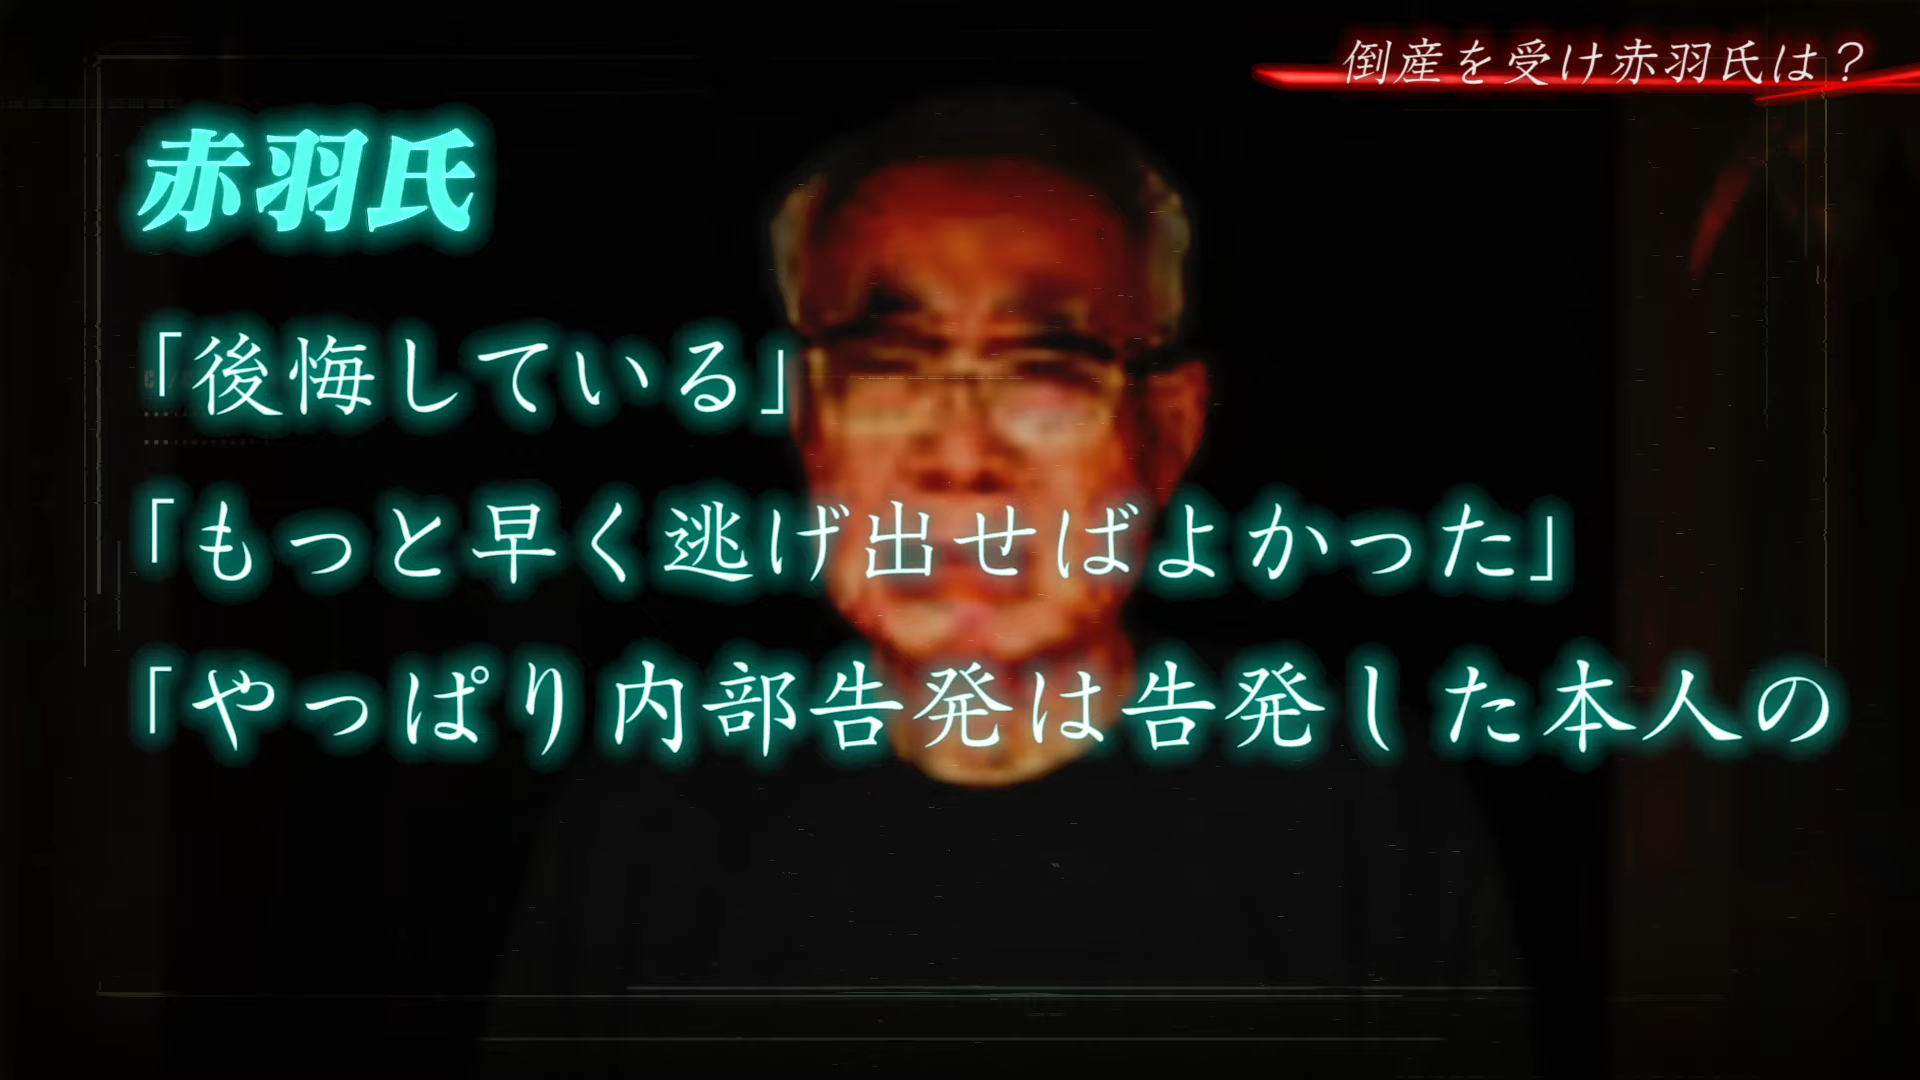 倒産を受け赤羽氏は？
赤羽氏
「後悔している」
「もっと早く逃げ出せばよかった」
「やっぱり内部告発は告発した本人の